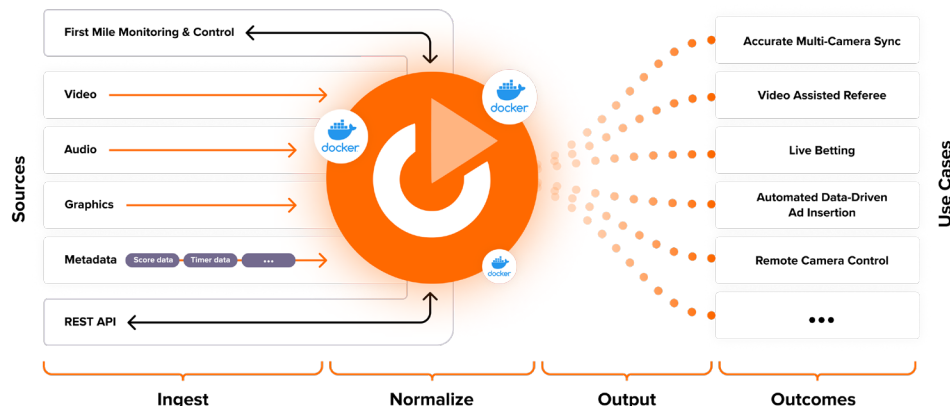 Sources
First Mile Monitoring & Control
Video
Audio
Graphics
Metadata
Score data
Timer data
...
REST API
docker
docker
docker
Accurate Multi-Camera Sync
Video Assisted Referee
Live Betting
Automated Data-Driven
Ad Insertion
Remote Camera Control
...
Use Cases
Ingest
Normalize
Output
Outcomes